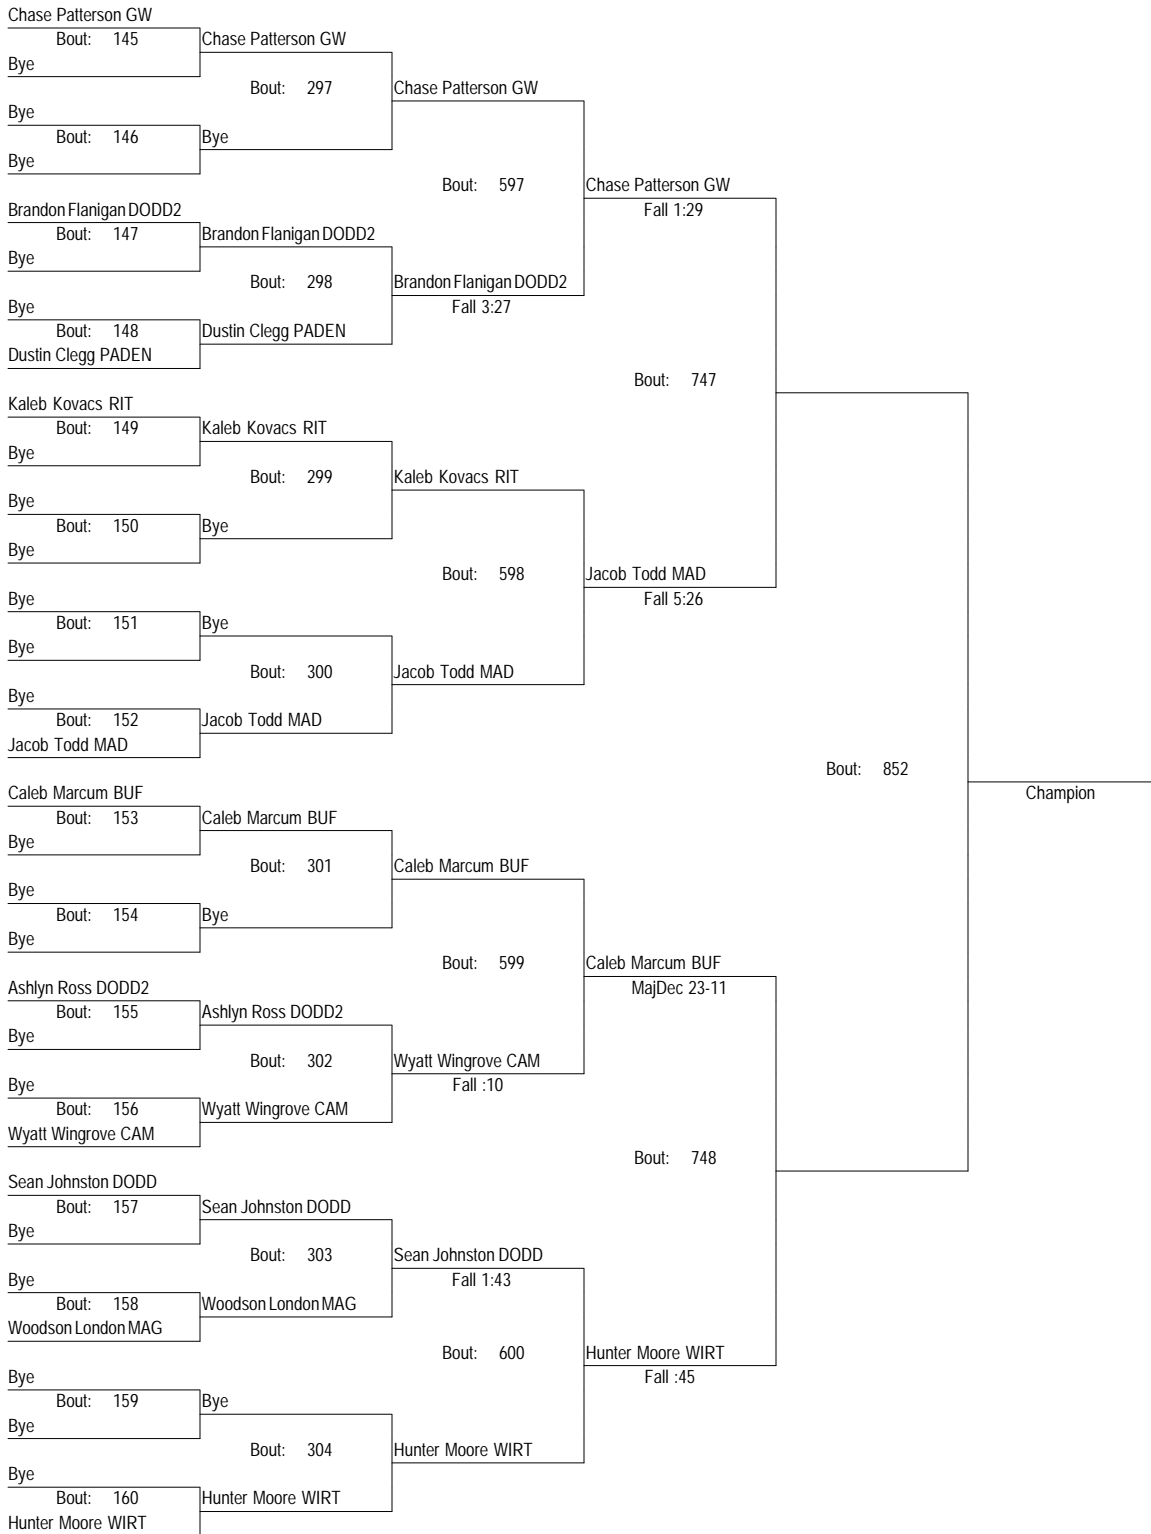 Chase Patterson GW
Bout: 145
Chase Patterson GW
Bye
Bout: 297
Chase Patterson GW
Bye
Bout: 146
Bye
Bye
Bout: 597
Chase Patterson GW
Fall 1:29
Brandon Flanigan DODD2
Bout: 147
Brandon Flanigan DODD2
Bye
Bout: 298
Brandon Flanigan DODD2
Fall 3:27
Bye
Bout: 148
Dustin Clegg PADEN
Dustin Clegg PADEN
Bout: 747
Kaleb Kovacs RIT
Bout: 149
Kaleb Kovacs RIT
Bye
Bout: 299
Kaleb Kovacs RIT
Bye
Bout: 150
Bye
Bye
Bout: 598
Jacob Todd MAD
Fall 5:26
Bye
Bout: 151
Bye
Bye
Bout: 300
Jacob Todd MAD
Bye
Bout: 152
Jacob Todd MAD
Jacob Todd MAD
Bout: 852
Champion
Caleb Marcum BUF
Bout: 153
Caleb Marcum BUF
Bye
Bout: 301
Caleb Marcum BUF
Bye
Bout: 154
Bye
Bye
Bout: 599
Caleb Marcum BUF
MajDec 23-11
Ashlyn Ross DODD2
Bout: 155
Ashlyn Ross DODD2
Bye
Bout: 302
Wyatt Wingrove CAM
Fall :10
Bye
Bout: 156
Wyatt Wingrove CAM
Wyatt Wingrove CAM
Bout: 748
Sean Johnston DODD
Bout: 157
Sean Johnston DODD
Bye
Bout: 303
Sean Johnston DODD
Fall 1:43
Bye
Bout: 158
Woodson London MAG
Woodson London MAG
Bout: 600
Hunter Moore WIRT
Fall :45
Bye
Bout: 159
Bye
Bye
Bout: 304
Hunter Moore WIRT
Bye
Bout: 160
Hunter Moore WIRT
Hunter Moore WIRT